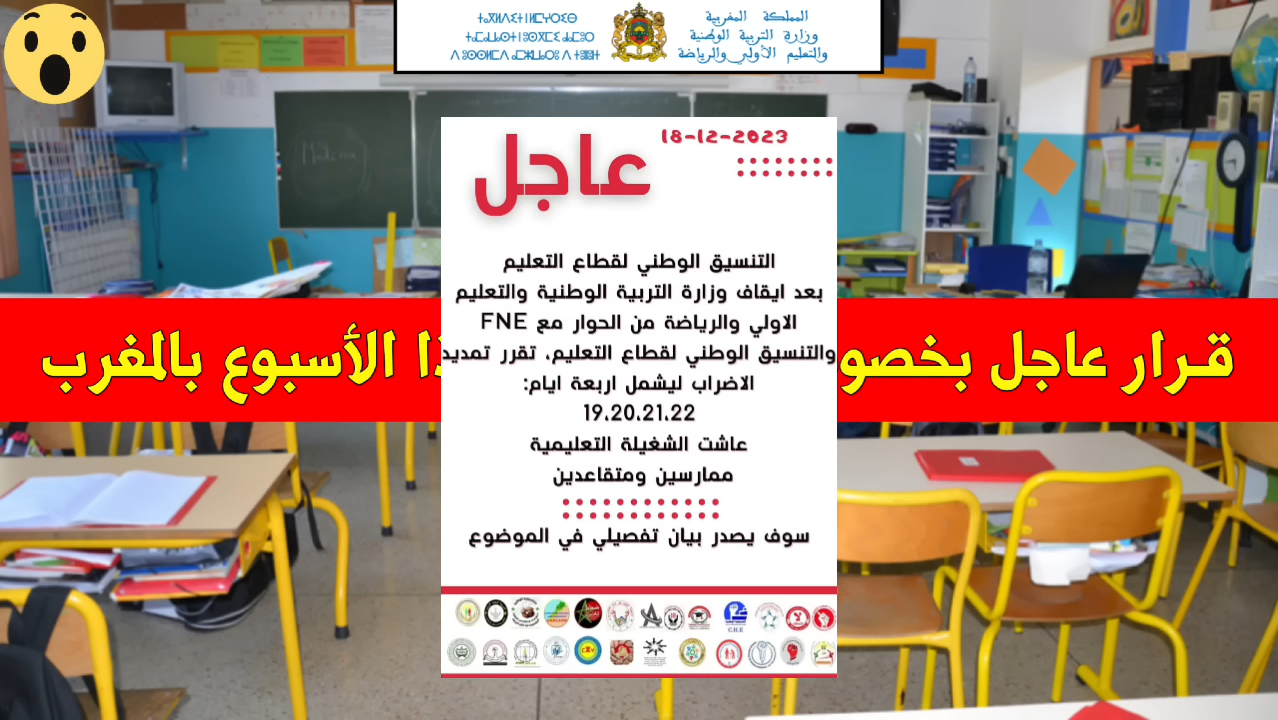 المملكة المغربية
وزارة التربية الوطنية
والتعليم الأولي والرياضة
ⵜⴰⴳⵍⴷⵉⵜ ⵏ ⵍⵎⵖⵔⵉⴱ
18-12-2023
عاجل
التنسيق الوطني لقطاع التعليم
بعد ايقاف وزارة التربية الوطنية والتعليم
الاولي والرياضة من الحوار مع FNE
والتنسيق الوطني لقطاع التعليم، تقرر تمديد
الاضراب ليشمل اربعة ايام:
19،20،21،22
عاشت الشغيلة التعليمية
ممارسين ومتقاعدين
سوف يصدر بيان تفصيلي في الموضوع
قرار عاجل بخصو الأسبوع بالمغرب